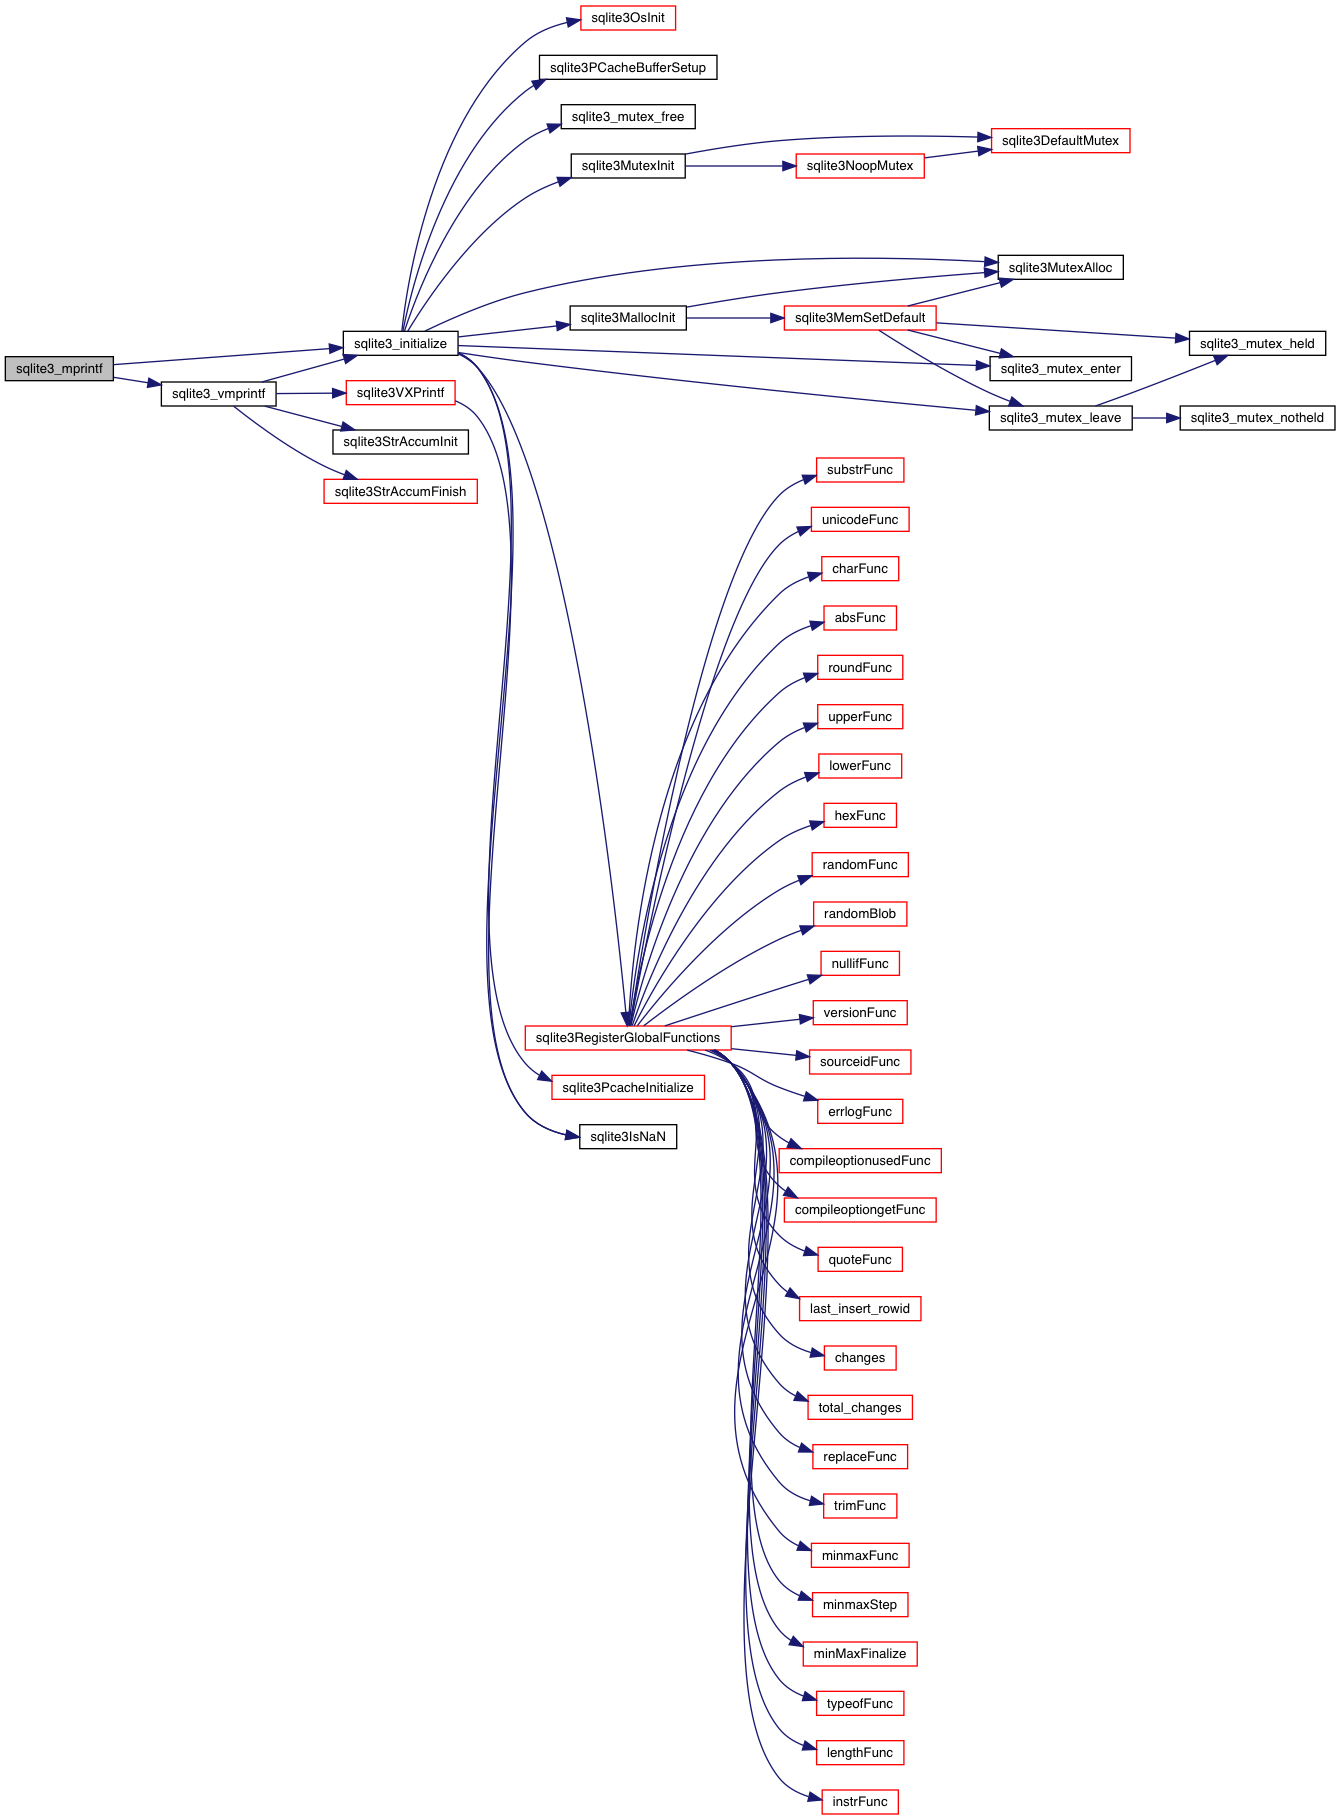 sqlite3OsInit
sqlite3PCacheBufferSetup
sqlite3_mutex_free
sqlite3DefaultMutex
sqlite3MutexInit
sqlite3NoopMutex
sqlite3MutexAlloc
sqlite3MallocInit
sqlite3MemSetDefault
sqlite3_initialize
sqlite3_mutex_held
sqlite3_mprintf
sqlite3_mutex_enter
sqlite3_vmprintf
sqlite3VXPrintf
sqlite3_mutex_leave
sqlite3_mutex_notheld
sqlite3StrAccumInit
sqlite3StrAccumFinish
substrFunc
unicodeFunc
charFunc
absFunc
roundFunc
upperFunc
lowerFunc
hexFunc
randomFunc
randomBlob
nullifFunc
versionFunc
sqlite3RegisterGlobalFunctions
sourceidFunc
sqlite3PcacheInitialize
errlogFunc
sqlite3IsNaN
compileoptionusedFunc
compileoptiongetFunc
quoteFunc
last_insert_rowid
changes
total_changes
replaceFunc
trimFunc
minmaxFunc
minmaxStep
minMaxFinalize
typeofFunc
lengthFunc
instrFunc